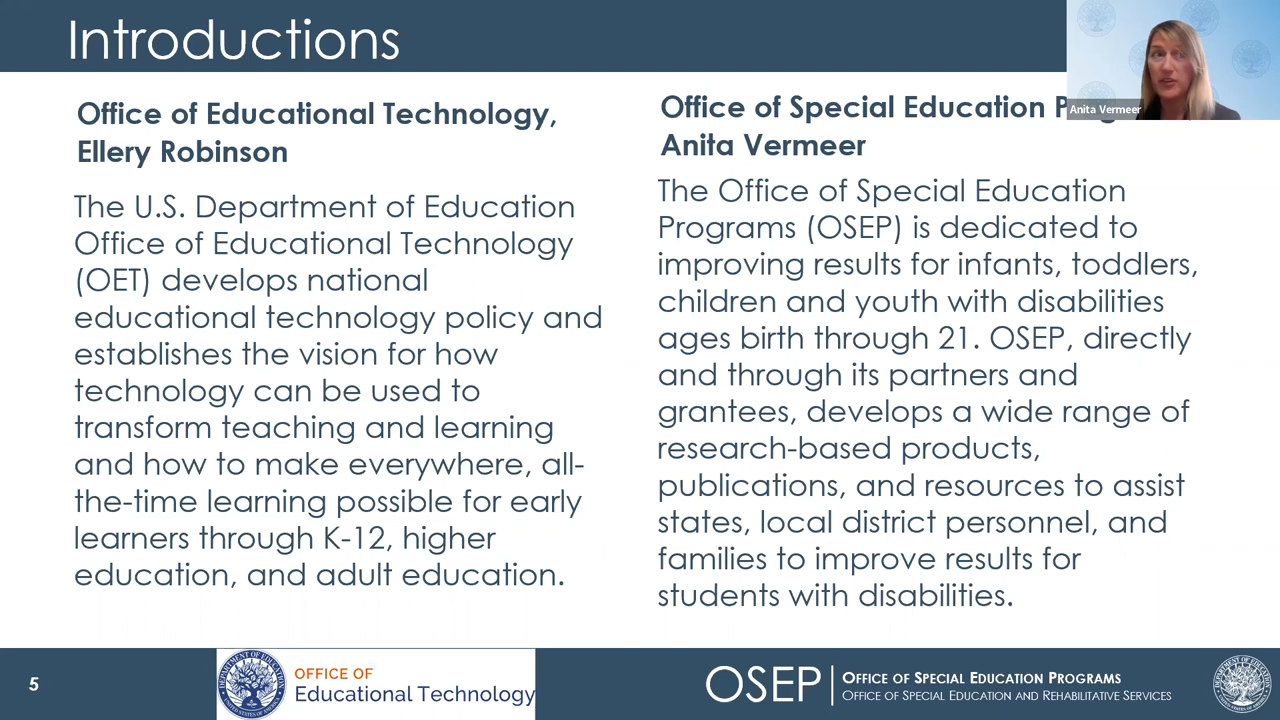 Introductions
Office of Educational Technology,
Ellery Robinson
The U.S. Department of Education
Office of Educational Technology
(OET) develops national
educational technology policy and
establishes the vision for how
technology can be used to
transform teaching and learning
and how to make everywhere, all-
the-time learning possible for early
learners through K-12, higher
education, and adult education.
Office of Special Education
Anita Vermeer
The Office of Special Education
Programs (OSEP) is dedicated to
improving results for infants, toddlers,
children and youth with disabilities
ages birth through 21. OSEP, directly
and through its partners and
grantees, develops a wide range of
research-based products,
publications, and resources to assist
states, local district personnel, and
families to improve results for
students with disabilities.
Anita Vermeer
5
DEPARTMENT OF EDUCATION
UNITED STATES OF AMERICA
OFFICE OF
Educational Technology
OSEP
OFFICE OF SPECIAL EDUCATION PROGRAMS
OFFICE OF SPECIAL EDUCATION AND REHABILITATIVE SERVICES